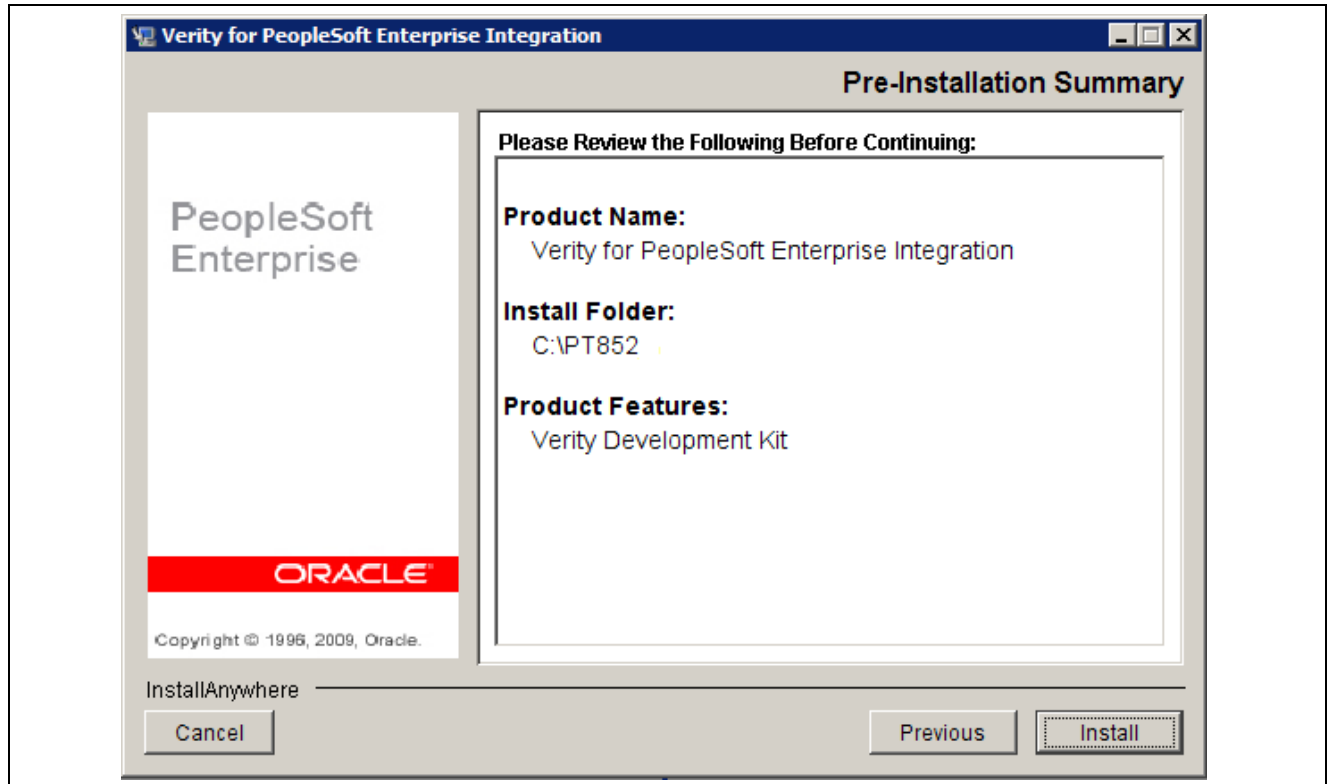 Verity for PeopleSoft Enterprise Integration
Pre-Installation Summary
PeopleSoft
Enterprise
ORACLE
Copyright © 1996, 2009, Oracle.
Please Review the Following Before Continuing:
Product Name:
Verity for PeopleSoft Enterprise Integration
Install Folder:
C:\PT852
Product Features:
Verity Development Kit
InstallAnywhere
Cancel
Previous
Install